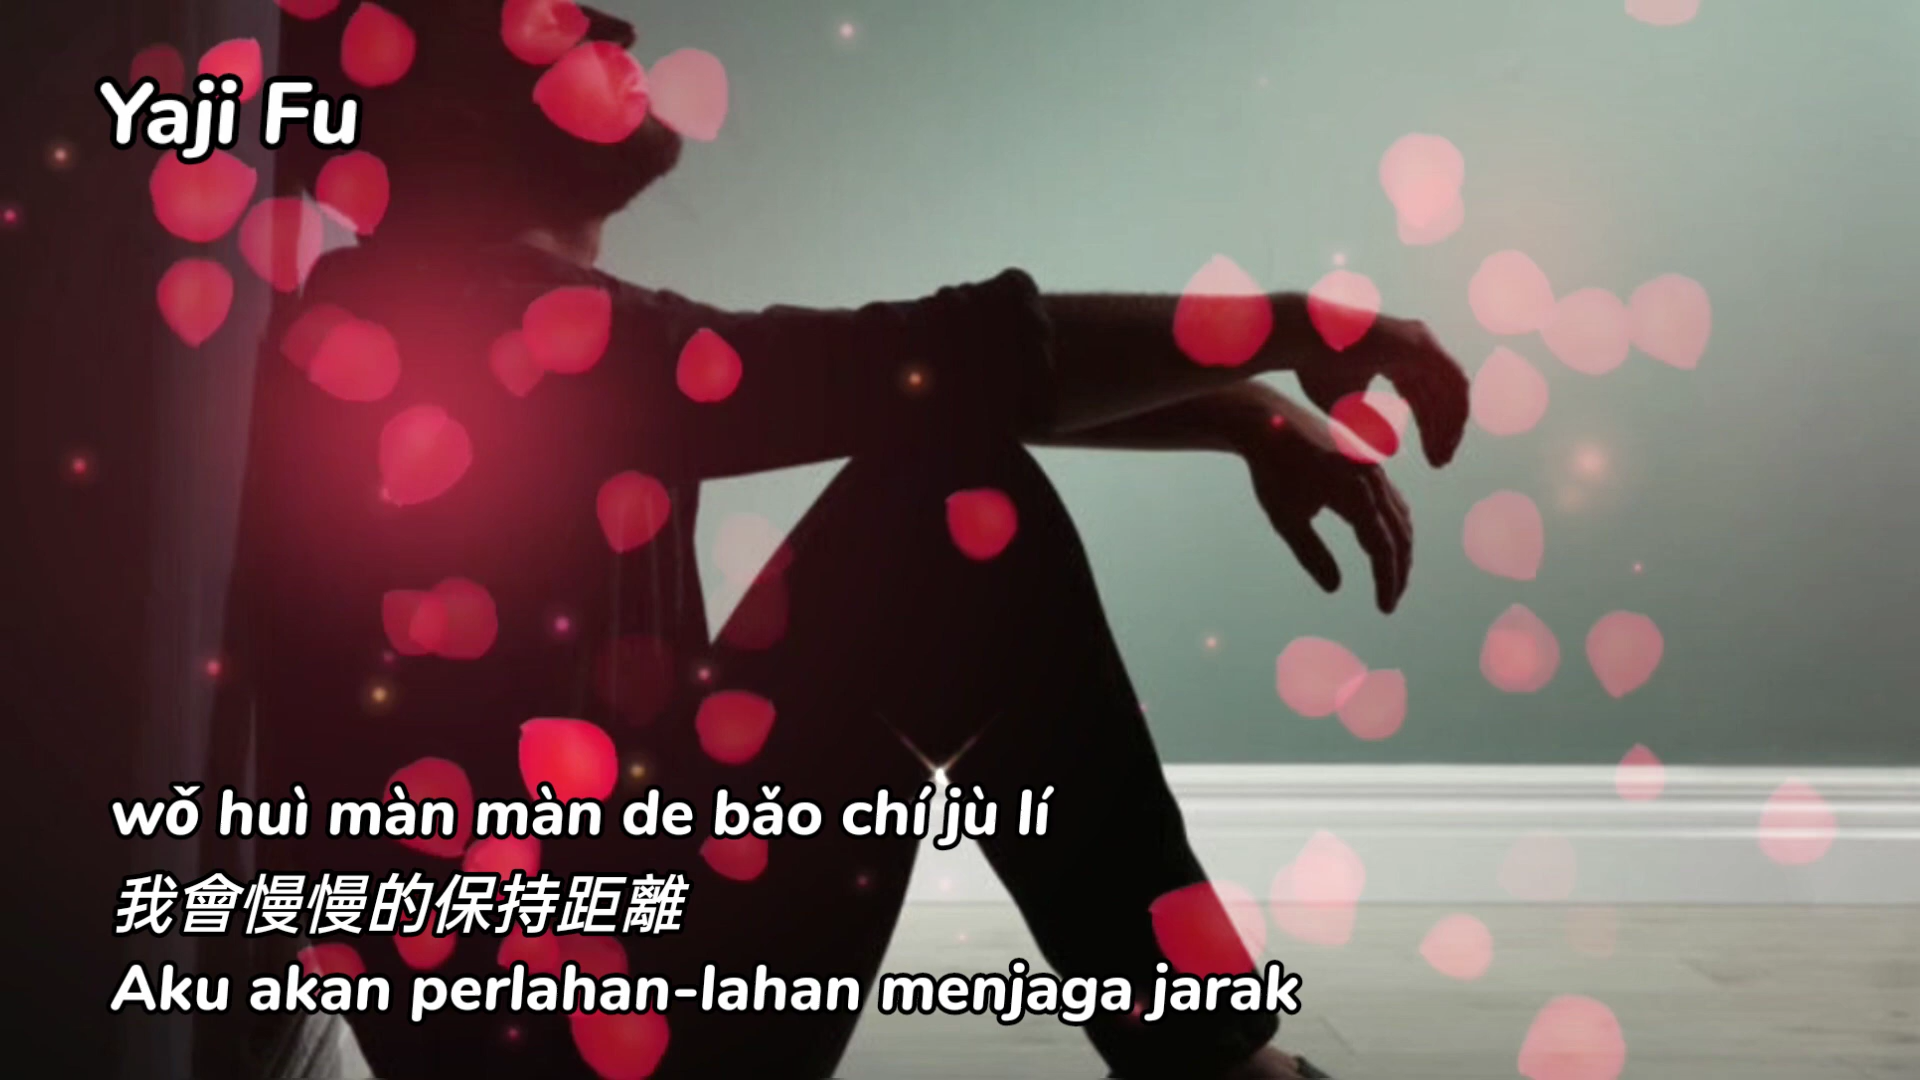 Yaji Fu
wǒ huì màn màn de bǎo chí jù lí
我會慢慢的保持距離
Aku akan perlahan-lahan menjaga jarak